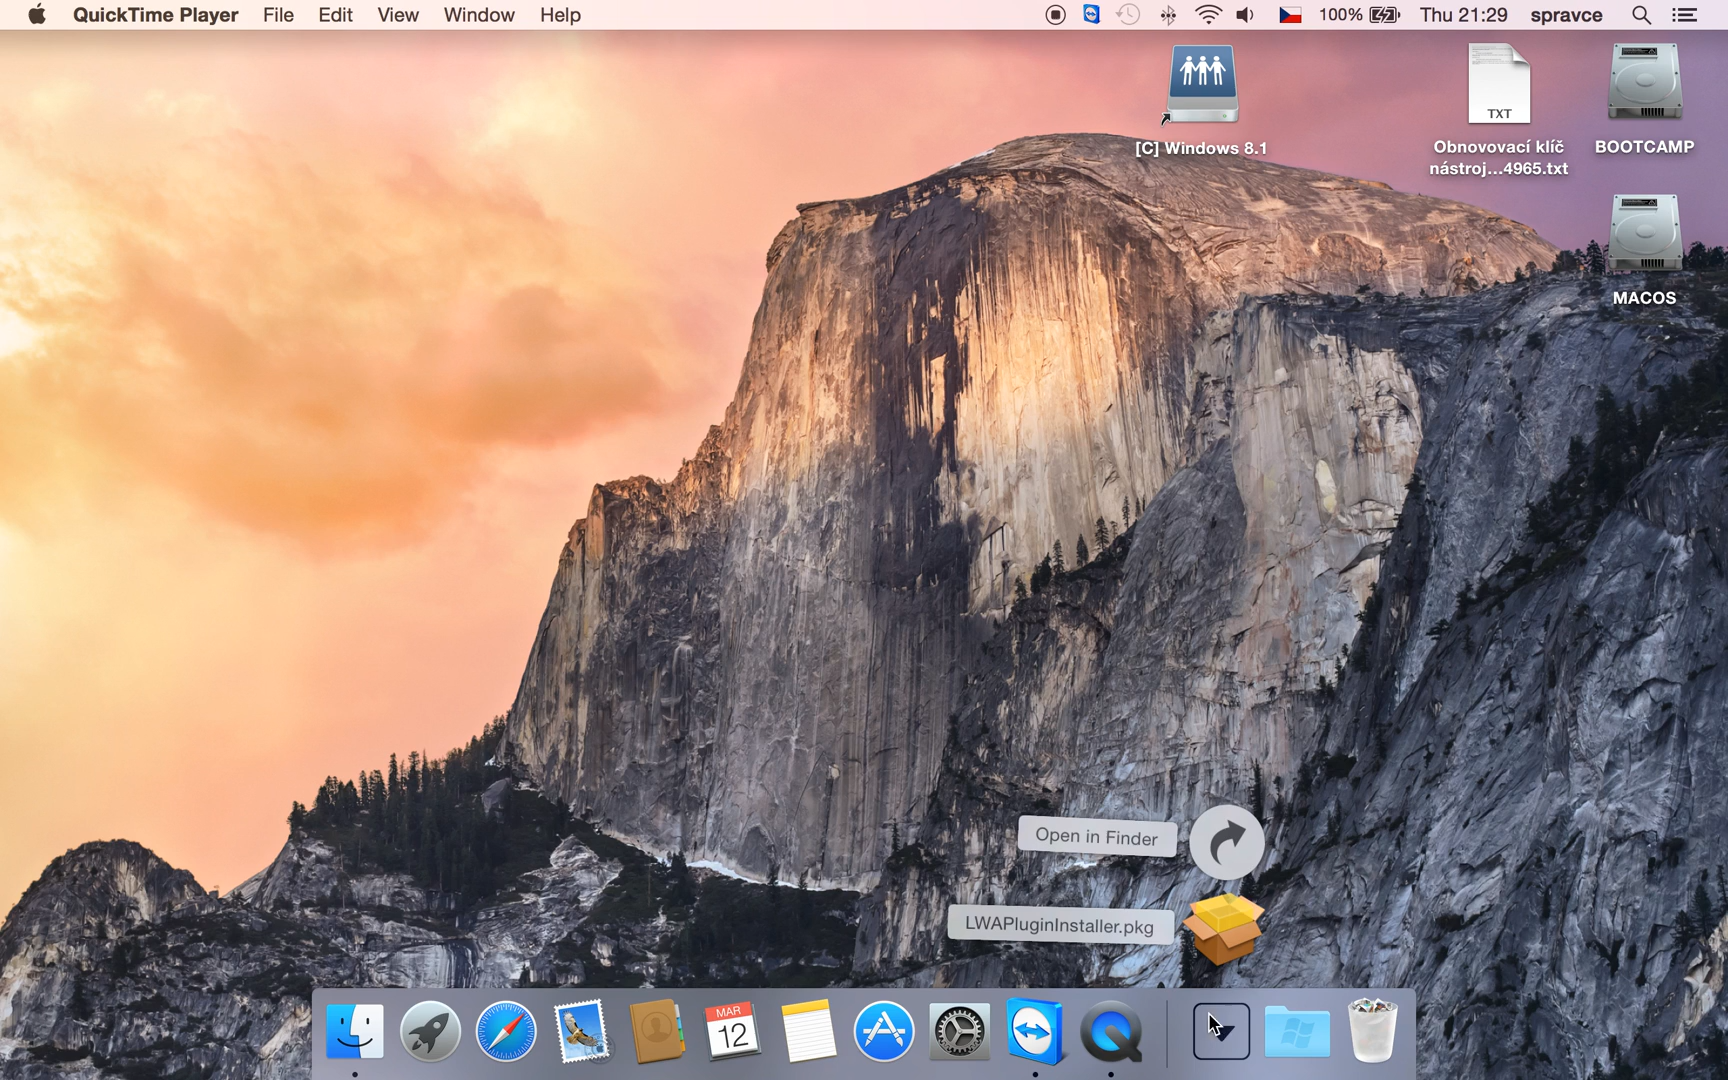 QuickTime Player File Edit View Window Help 100% Thu 21:29 spravce
[C] Windows 8.1
TXT
Obnovovací klíč
nástroj...4965.txt
BOOTCAMP
MACOS
Open in Finder
LWAPluginInstaller.pkg
MAR
12